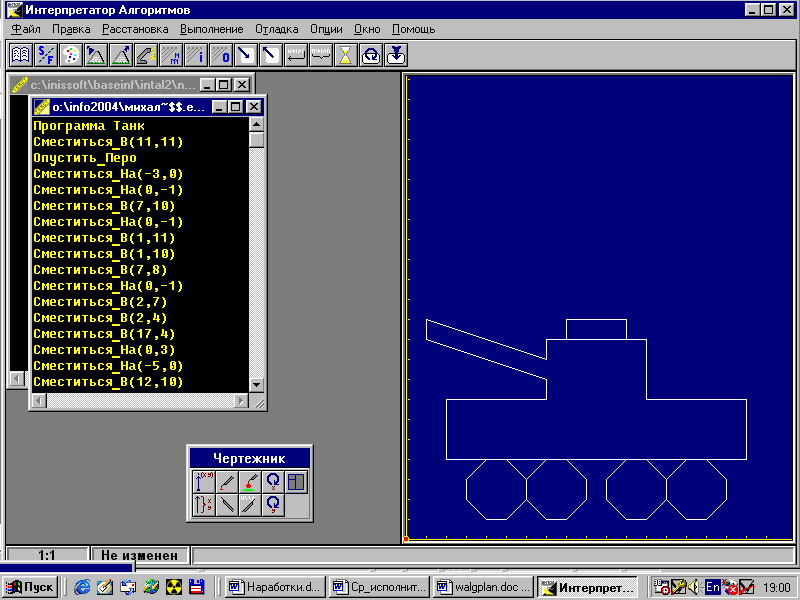 Интерпретатор Алгоритмов
Файл Правка Расстановка Выполнение Отладка Опции Окно Помощь
c:\inissoft\baseinf\intal2\n...
o:\info2004\михал~$$.e...
Программа Танк
Сместиться_В(11,11)
Опустить_Перо
Сместиться_На(-3,0)
Сместиться_На(0,-1)
Сместиться_В(7,10)
Сместиться_На(0,-1)
Сместиться_В(1,11)
Сместиться_В(1,10)
Сместиться_В(7,8)
Сместиться_На(0,-1)
Сместиться_В(2,7)
Сместиться_В(2,4)
Сместиться_В(17,4)
Сместиться_На(0,3)
Сместиться_На(-5,0)
Сместиться_В(12,10)
Чертежник
1:1 Не изменен
Пуск Наработки.d... Ср_исполнит... walgplan.doc ... Интерпрет... En 19:00